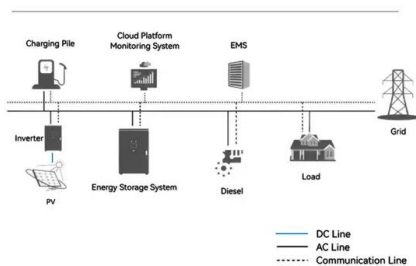 Charging Pile
Cloud Platform
Monitoring System
EMS
Grid
Inverter
PV
Energy Storage System
Diesel
Load
DC Line
AC Line
Communication Line